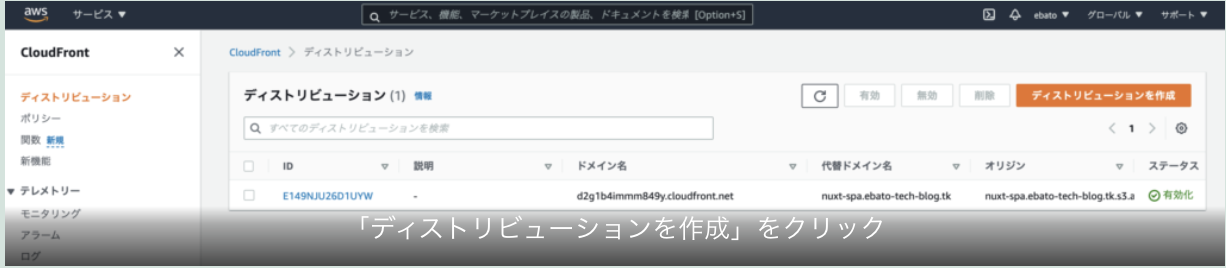 aws サービス ▼ サービス、機能、マーケットプレイスの製品、ドキュメントを検索 [Option+S] ebato ▼ グローバル ▼ サポート ▼
CloudFront ×
CloudFront > ディストリビューション
ディストリビューション
ポリシー
関数 新規
新機能
▼ テレメトリー
モニタリング
アラーム
ログ
ディストリビューション (1) 情報
有効 無効 削除 ディストリビューションを作成
すべてのディストリビューションを検索
< 1 >
ID 説明 ドメイン名 代替ドメイン名 オリジン ステータス
E149NJU26D1UYW - d2g1b4immm849y.cloudfront.net nuxt-spa.ebato-tech-blog.tk nuxt-spa.ebato-tech-blog.tk.s3.a 有効化
「ディストリビューションを作成」をクリック